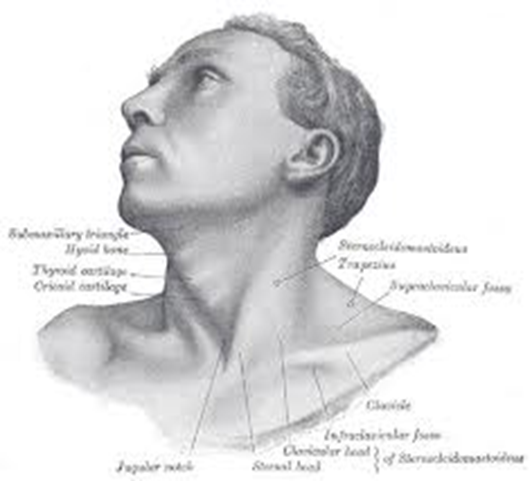 Submaxillary triangle
Hyoid bone
Thyroid cartilage
Cricoid cartilage
Sternocleidomastoideus
Trapezius
Supraclavicular fossa
Clavicle
Infraclavicular fossa
Clavicular head } of Sternocleidomastoideus
Jugular notch
Sternal head